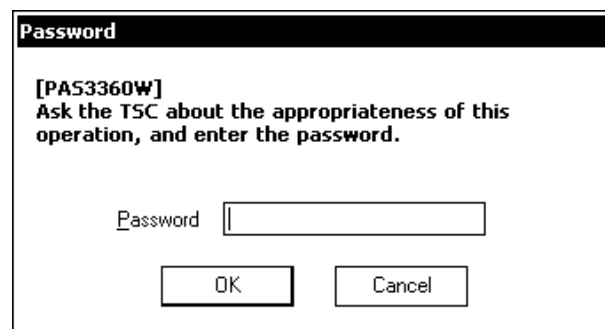 Password
[PAS3360W]
Ask the TSC about the appropriateness of this
operation, and enter the password.
Password
OK Cancel